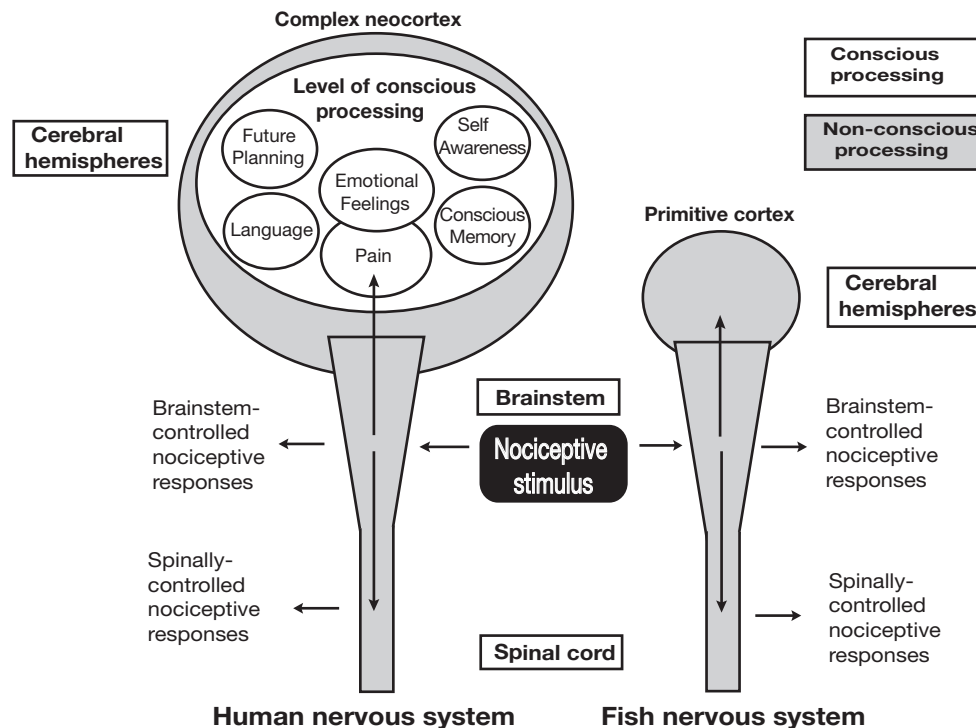 Complex neocortex
Level of conscious
processing
Future
Planning
Self
Awareness
Emotional
Feelings
Language
Conscious
Memory
Pain
Cerebral
hemispheres
Conscious
processing
Non-conscious
processing
Primitive cortex
Cerebral
hemispheres
Brainstem
Nociceptive
stimulus
Brainstem-
controlled
nociceptive
responses
Brainstem-
controlled
nociceptive
responses
Spinally-
controlled
nociceptive
responses
Spinally-
controlled
nociceptive
responses
Spinal cord
Human nervous system
Fish nervous system